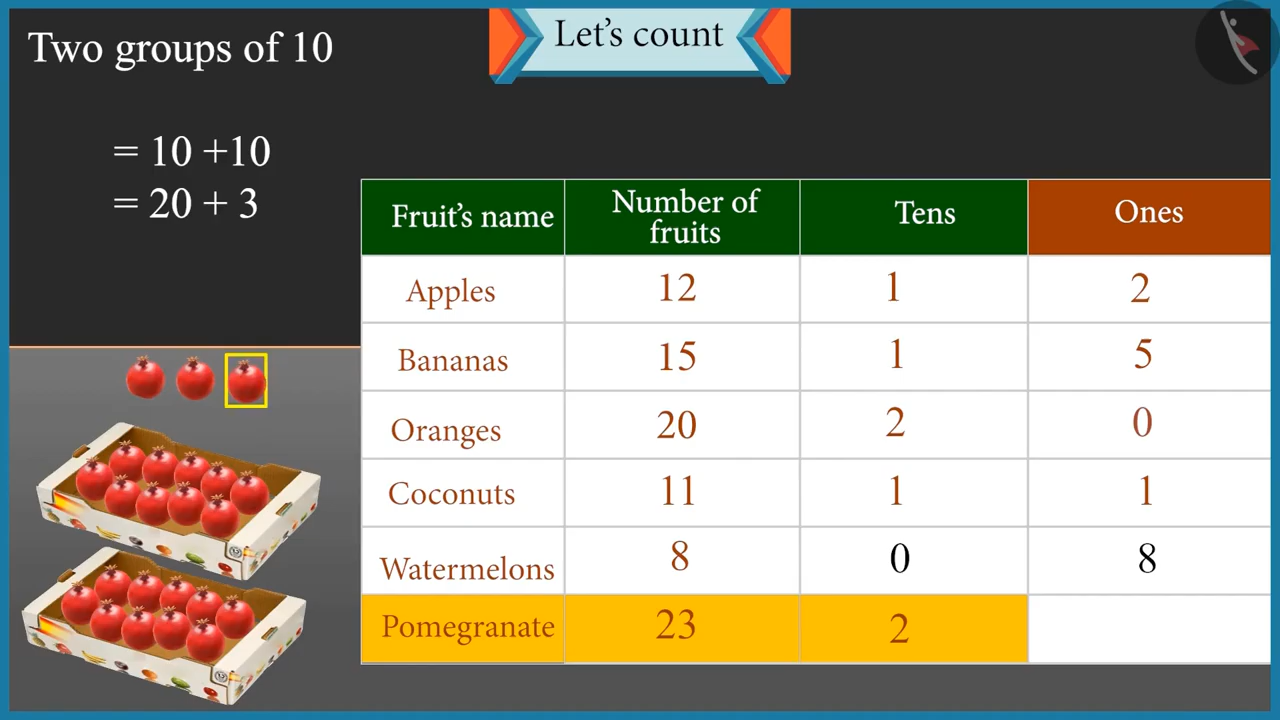 Let's count
Two groups of 10
= 10 +10
= 20 + 3
Fruit's name Number of fruits Tens Ones
Apples 12 1 2
Bananas 15 1 5
Oranges 20 2 0
Coconuts 11 1 1
Watermelons 8 0 8
Pomegranate 23 2